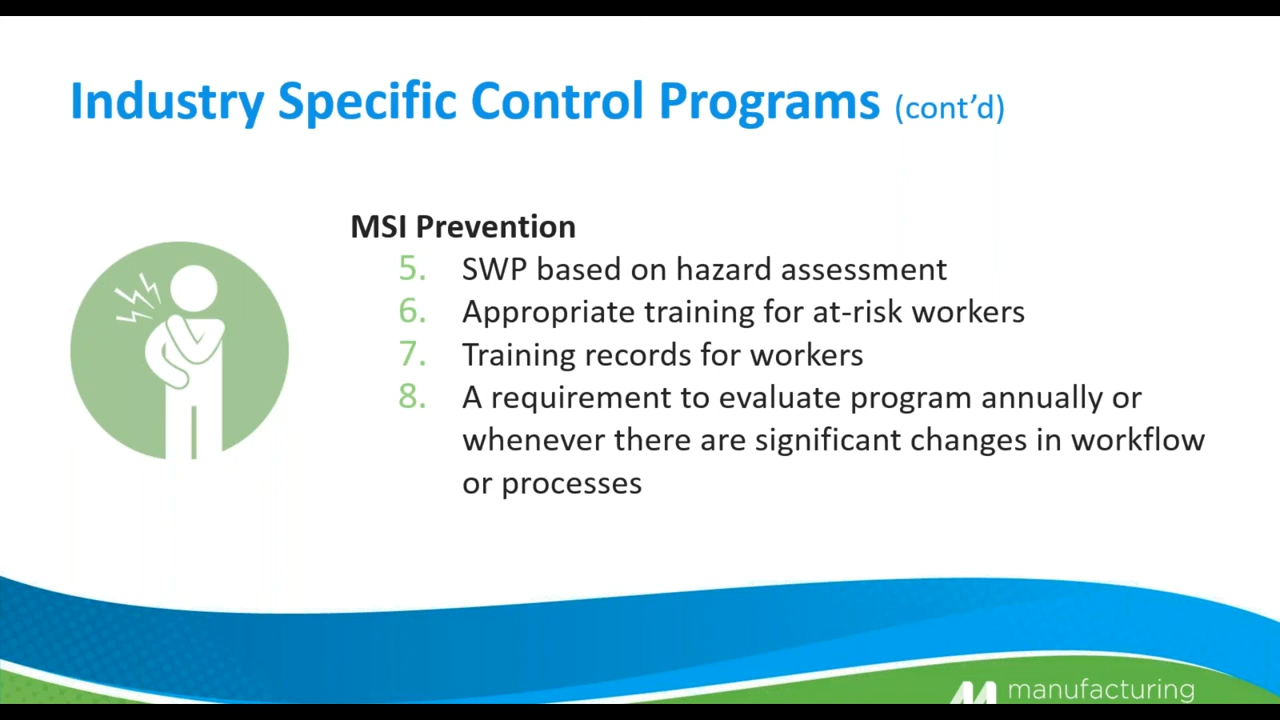 Industry Specific Control Programs (cont’d)
MSI Prevention
5. SWP based on hazard assessment
6. Appropriate training for at-risk workers
7. Training records for workers
8. A requirement to evaluate program annually or
whenever there are significant changes in workflow
or processes
manufacturing